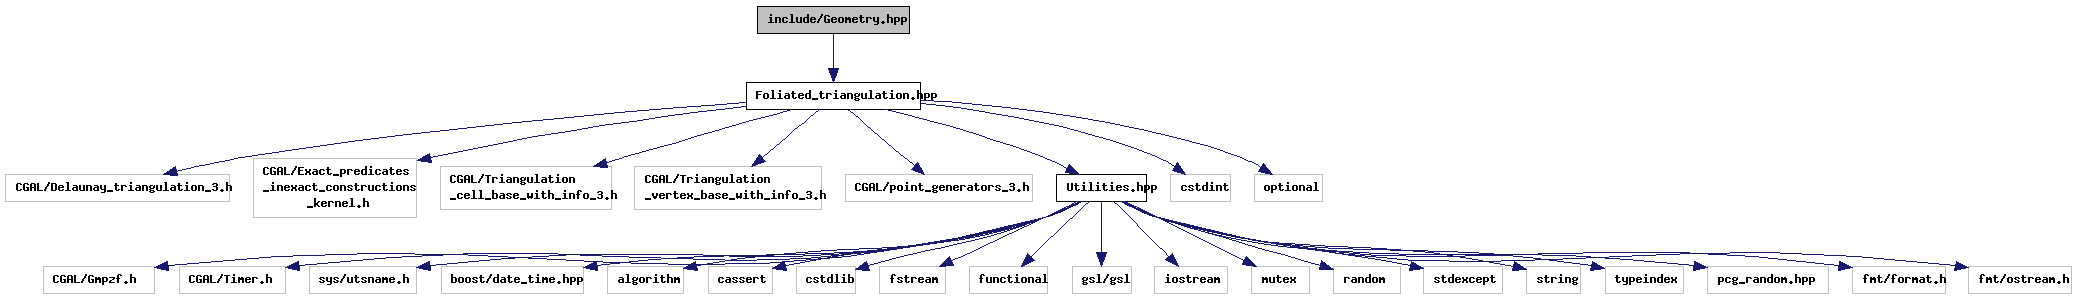 include/Geometry.hpp
Foliated_triangulation.hpp
CGAL/Delaunay_triangulation_3.h
CGAL/Exact_predicates
_inexact_constructions
_kernel.h
CGAL/Triangulation
_cell_base_with_info_3.h
CGAL/Triangulation
_vertex_base_with_info_3.h
CGAL/point_generators_3.h
Utilities.hpp
cstdint
optional
CGAL/Gmpzf.h
CGAL/Timer.h
sys/utsname.h
boost/date_time.hpp
algorithm
cassert
cstdlib
fstream
functional
gsl/gsl
iostream
mutex
random
stdexcept
string
typeindex
pcg_random.hpp
fmt/format.h
fmt/ostream.h